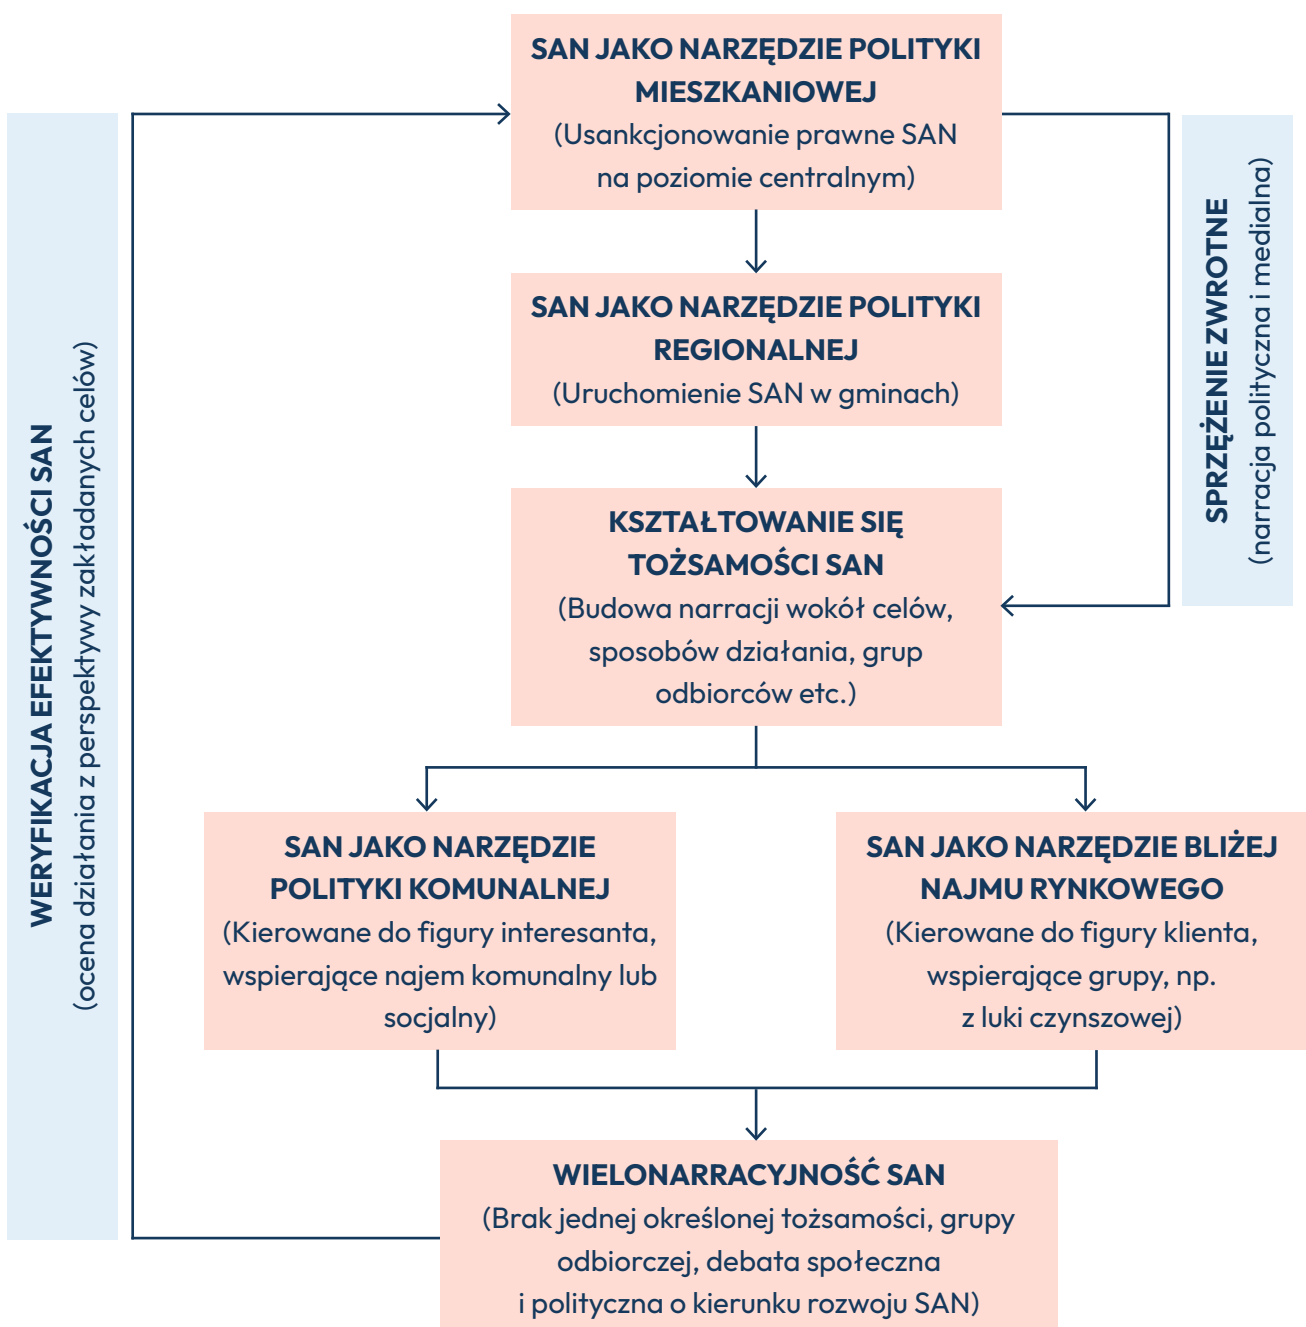 SAN JAKO NARZĘDZIE POLITYKI
MIESZKANIOWEJ
(Usankcjonowanie prawne SAN
na poziomie centralnym)
SAN JAKO NARZĘDZIE POLITYKI
REGIONALNEJ
(Uruchomienie SAN w gminach)
KSZTAŁTOWANIE SIĘ
TOŻSAMOŚCI SAN
(Budowa narracji wokół celów,
sposobów działania, grup
odbiorców etc.)
SAN JAKO NARZĘDZIE
POLITYKI KOMUNALNEJ
(Kierowane do figury interesanta,
wspierające najem komunalny lub
socjalny)
SAN JAKO NARZĘDZIE BLIŻEJ
NAJMU RYNKOWEGO
(Kierowane do figury klienta,
wspierające grupy, np.
z luki czynszowej)
WIELONARRACYJNOŚĆ SAN
(Brak jednej określonej tożsamości, grupy
odbiorczej, debata społeczna
i polityczna o kierunku rozwoju SAN)
WERYFIKACJA EFEKTYWNOŚCI SAN
(ocena działania z perspektywy zakładanych celów)
SPRZĘŻENIE ZWROTNE
(narracja polityczna i medialna)